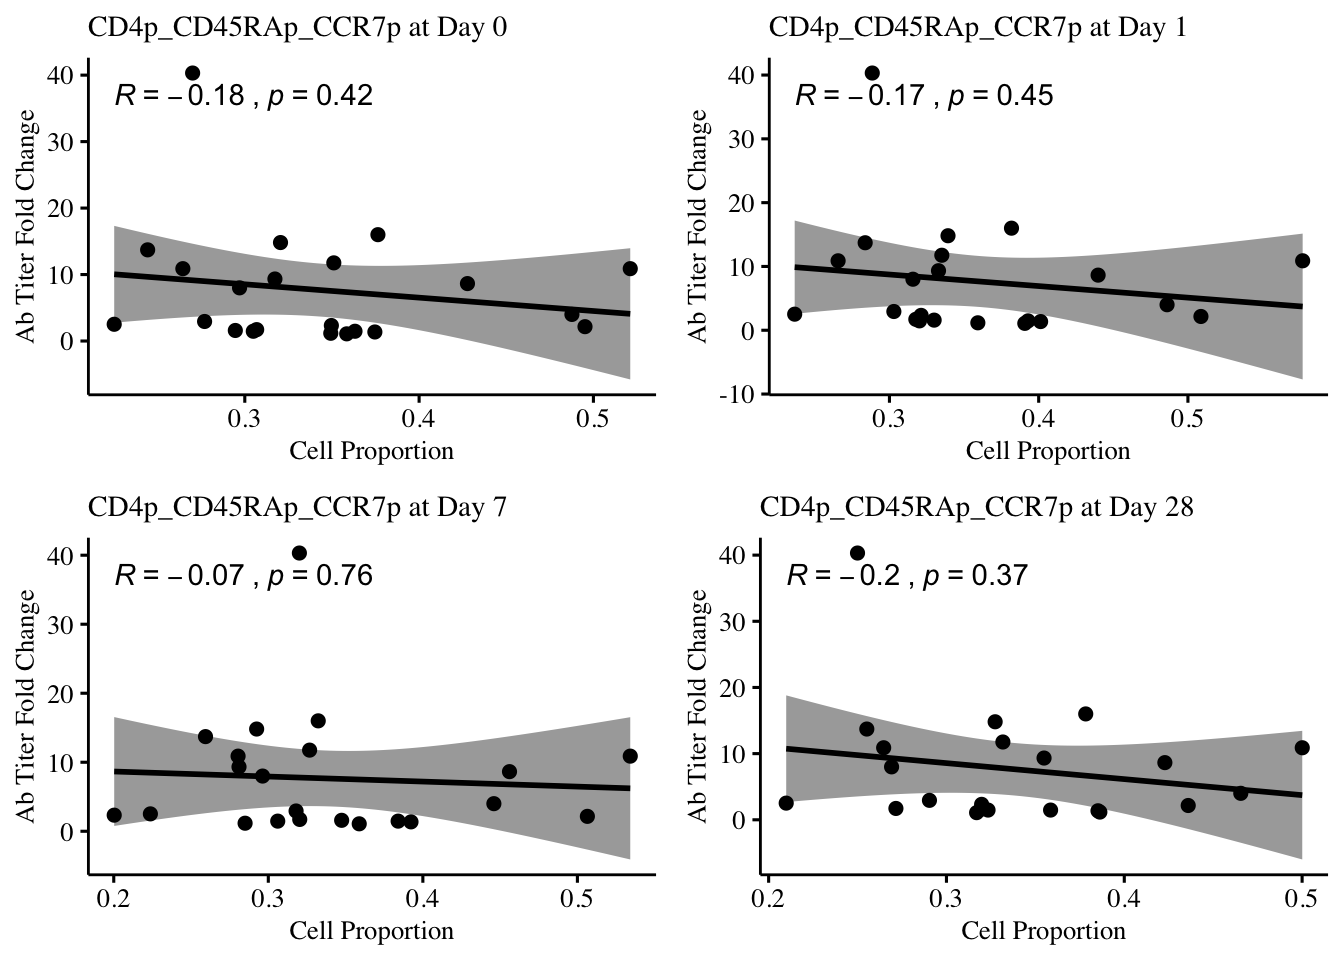 CD4p_CD45RAp_CCR7p at Day 0
R = −0.18 , p = 0.42
Ab Titer Fold Change
40
30
20
10
0
0.3 0.4 0.5
Cell Proportion
CD4p_CD45RAp_CCR7p at Day 1
R = −0.17 , p = 0.45
Ab Titer Fold Change
40
30
20
10
0
-10
0.3 0.4 0.5
Cell Proportion
CD4p_CD45RAp_CCR7p at Day 7
R = −0.07 , p = 0.76
Ab Titer Fold Change
40
30
20
10
0
0.2 0.3 0.4 0.5
Cell Proportion
CD4p_CD45RAp_CCR7p at Day 28
R = −0.2 , p = 0.37
Ab Titer Fold Change
40
30
20
10
0
0.2 0.3 0.4 0.5
Cell Proportion